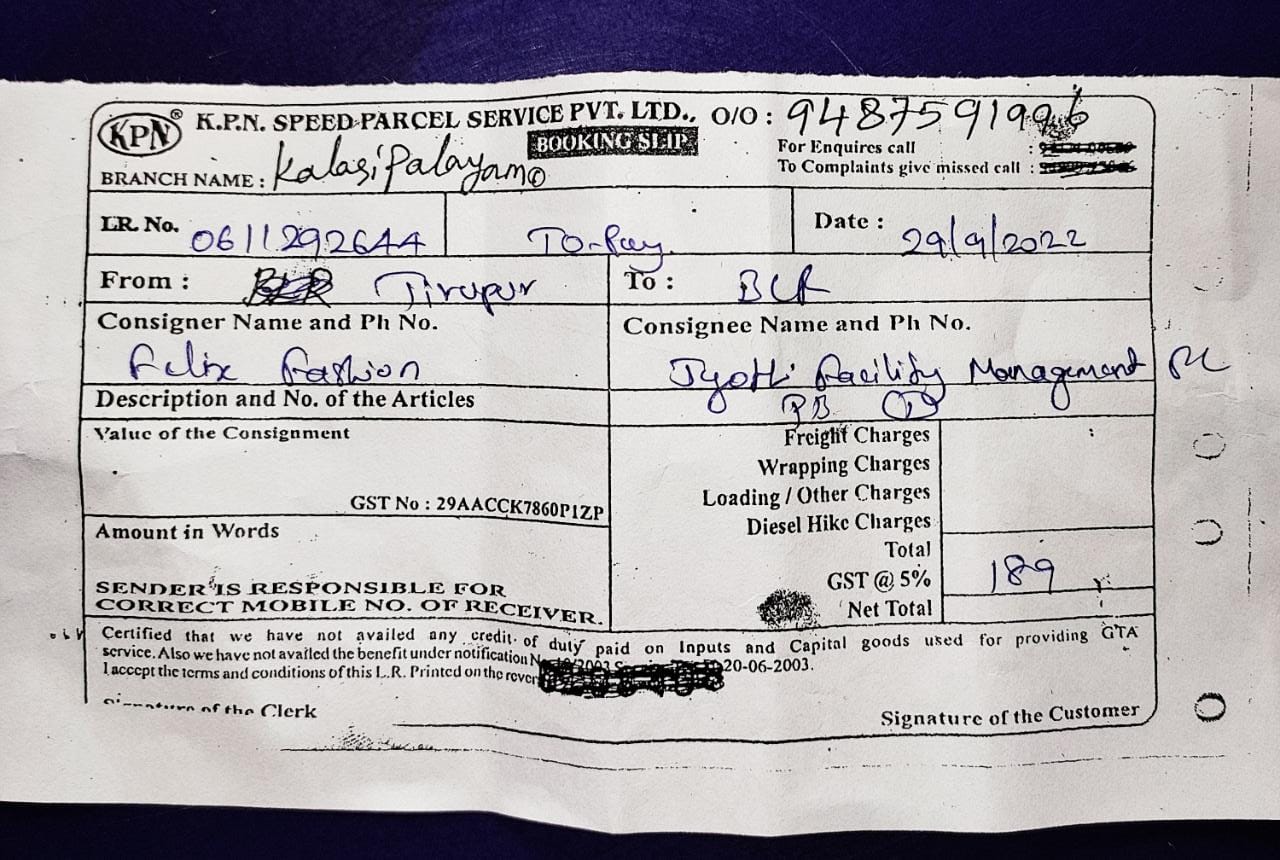 KPN ® K.P.N. SPEED PARCEL SERVICE PVT. LTD., O/O : 9487591996
BOOKING SLIP
For Enquires call :
To Complaints give missed call :
BRANCH NAME : Kalasipalayam
LR. No. 0611292644 To-Pay Date : 29/9/2022
From : Tirupur To : BLR
Consigner Name and Ph No. Consignee Name and Ph No.
Felix Fashion Jyothi Facility Management
Description and No. of the Articles
Value of the Consignment
Freight Charges
Wrapping Charges
Loading / Other Charges
GST No : 29AACCK7860P1ZP
Diesel Hike Charges
Amount in Words
Total
GST @ 5% 189
Net Total
SENDER IS RESPONSIBLE FOR
CORRECT MOBILE NO. OF RECEIVER.
Certified that we have not availed any credit of duty paid on Inputs and Capital goods used for providing GTA
service. Also we have not availed the benefit under notification 20-06-2003.
I accept the terms and conditions of this L.R. Printed on the
Signature of the Clerk
Signature of the Customer